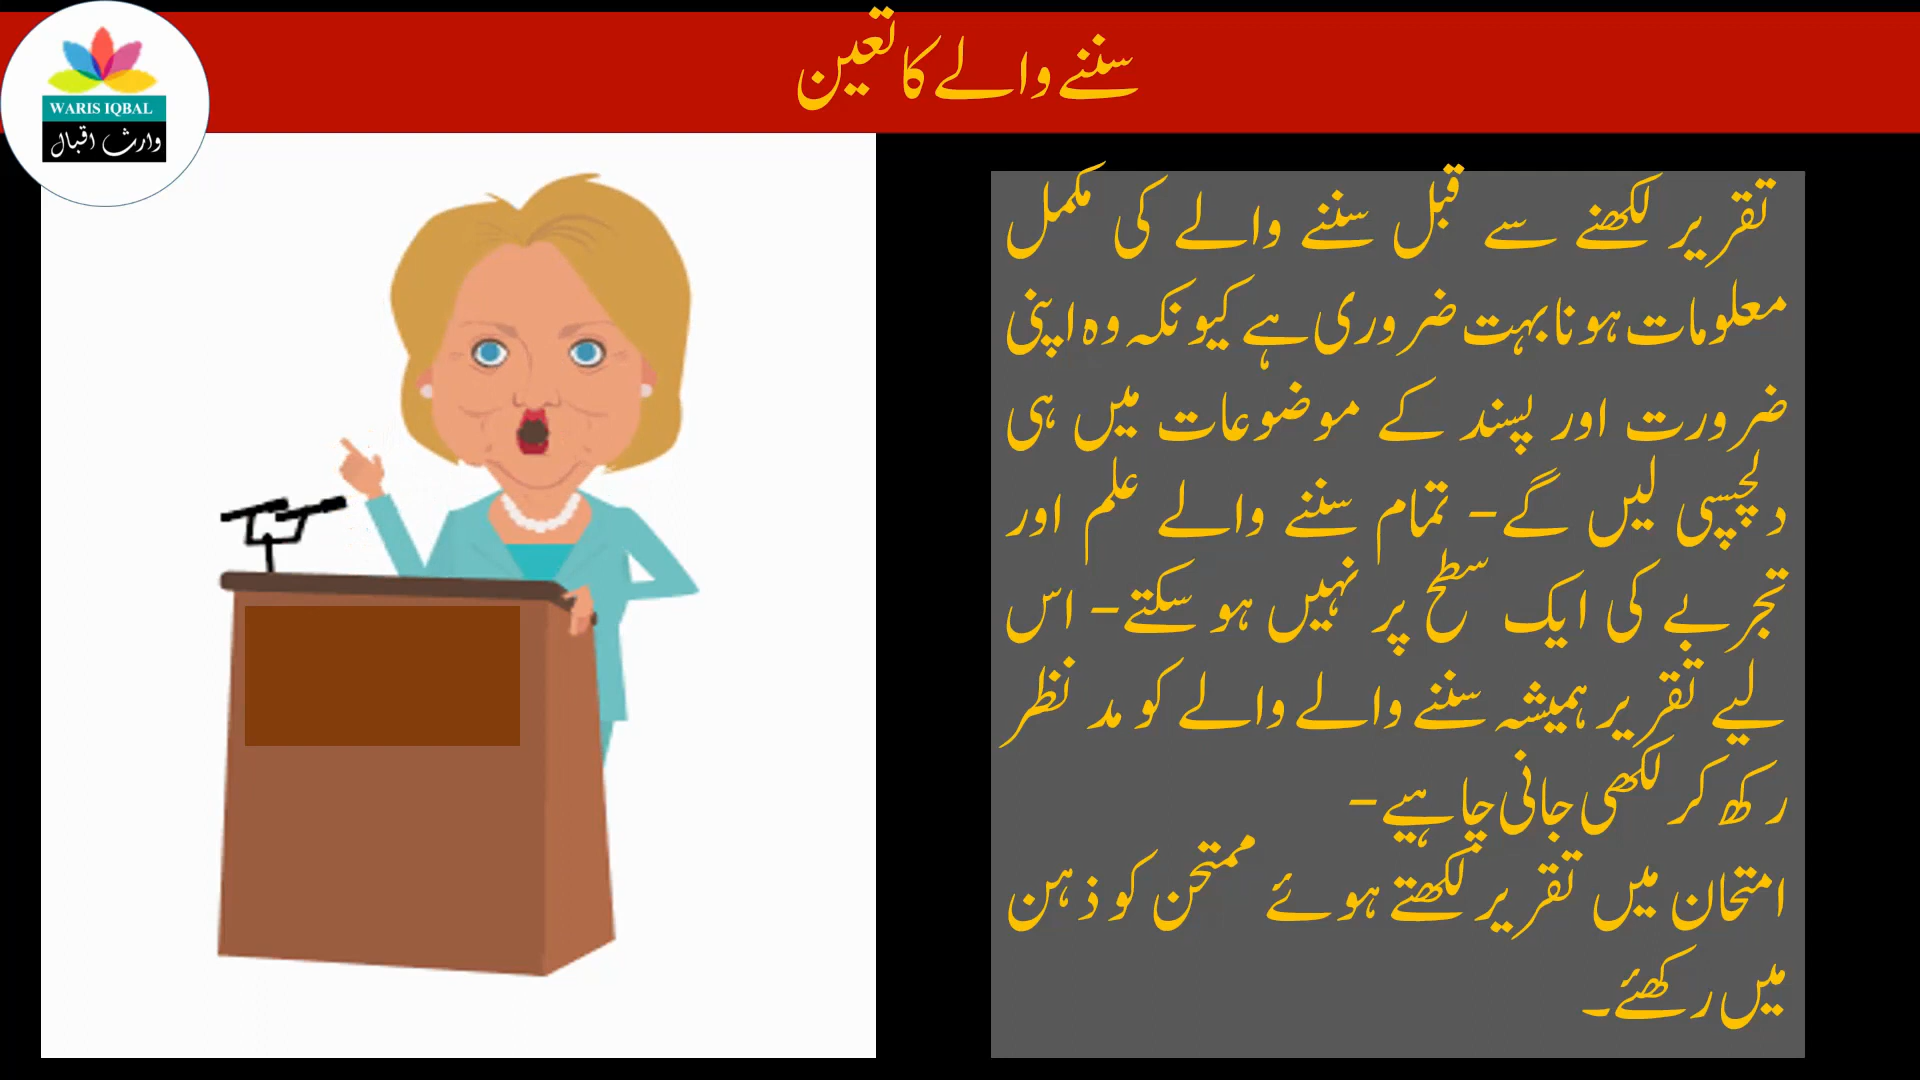 سننے والے کا تعین
WARIS IQBAL
وارث اقبال
تقریر لکھنے سے قبل سننے والے کی مکمل
معلومات ہونا بہت ضروری ہے کیونکہ وہ اپنی
ضرورت اور پسند کے موضوعات میں ہی
دلچسپی لیں گے- تمام سننے والے علم اور
تجربے کی ایک سطح پر نہیں ہو سکتے- اس
لیے تقریر ہمیشہ سننے والے والے کو مد نظر
رکھ کر لکھی جانی چاہیے-
امتحان میں تقریر لکھتے ہوئے ممتحن کو ذہن
میں رکھئے۔